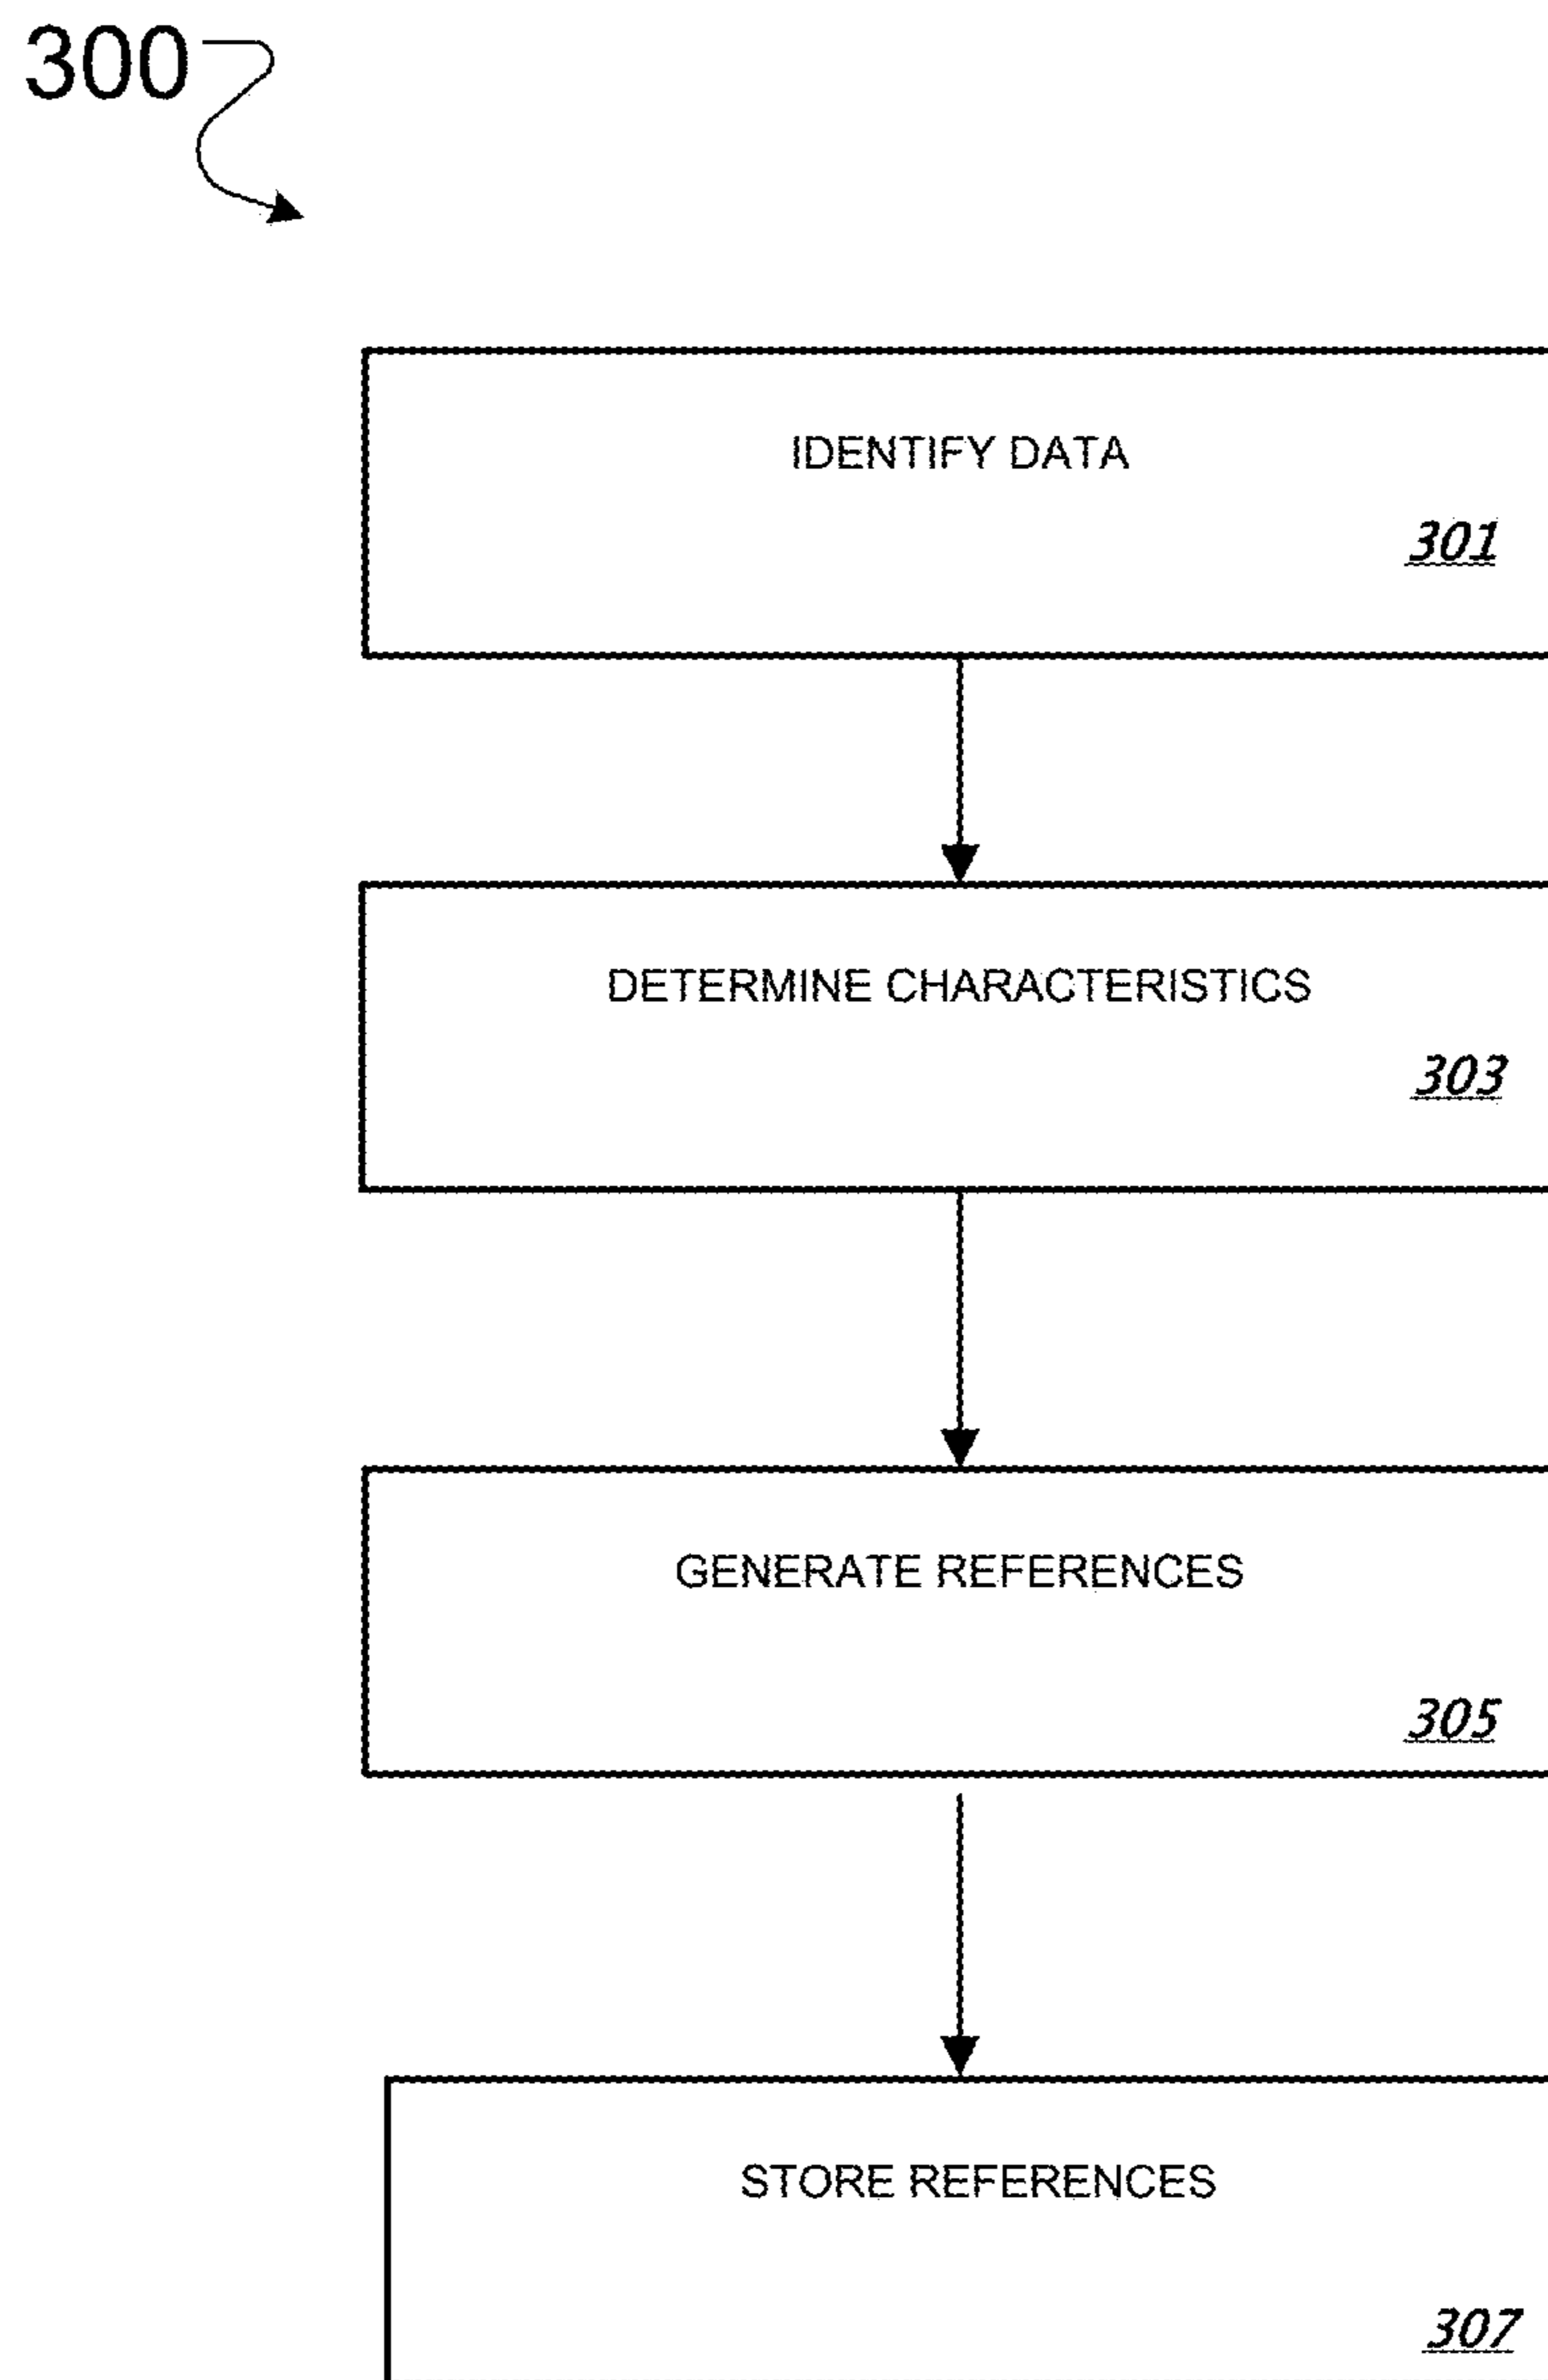 300
IDENTIFY DATA
301
DETERMINE CHARACTERISTICS
303
GENERATE REFERENCES
305
STORE REFERENCES
307